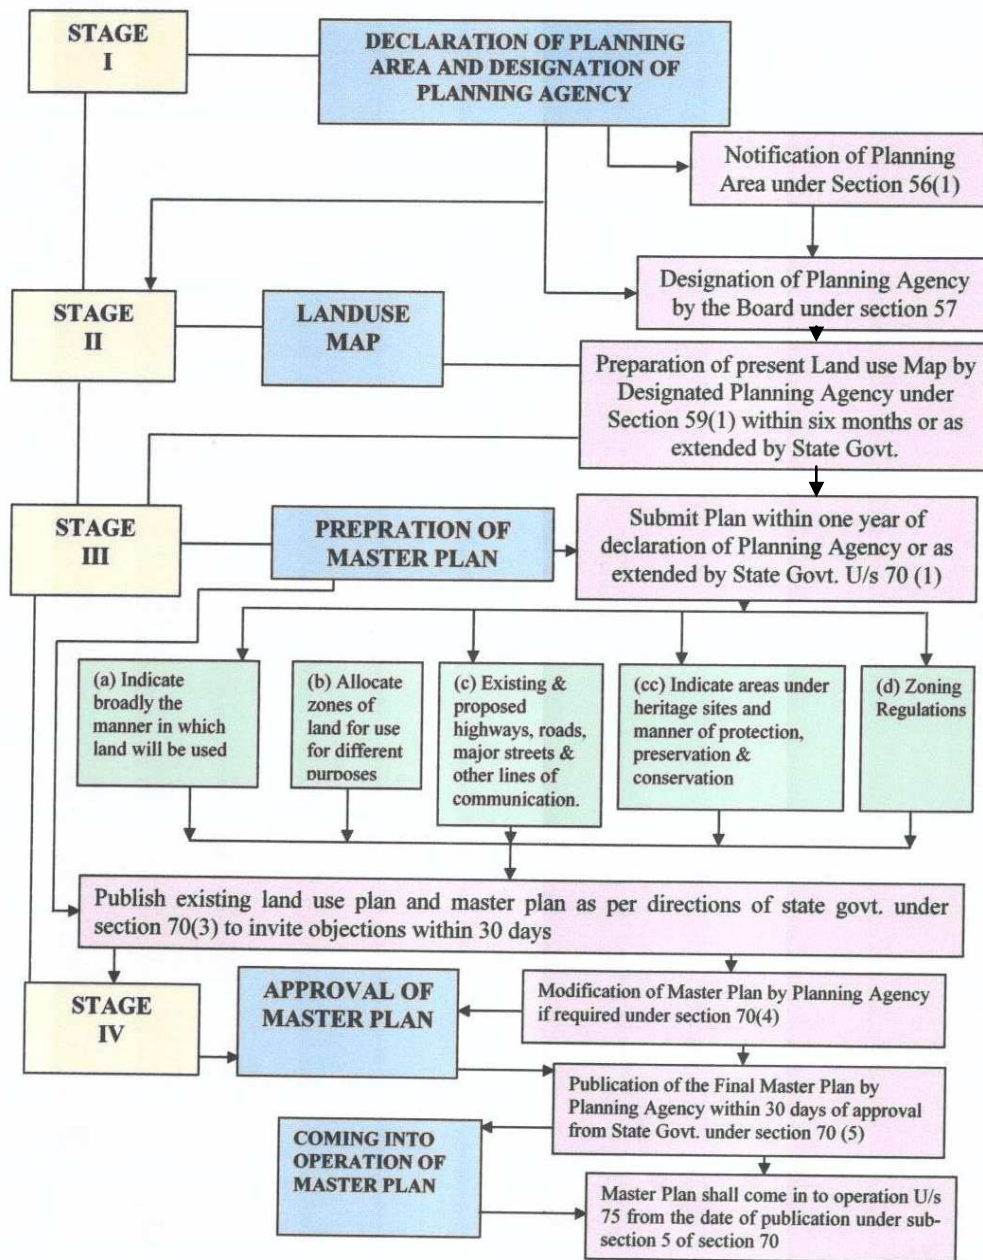 STAGE
I
DECLARATION OF PLANNING
AREA AND DESIGNATION OF
PLANNING AGENCY
Notification of Planning
Area under Section 56(1)
Designation of Planning Agency
by the Board under section 57
STAGE
II
LANDUSE
MAP
Preparation of present Land use Map by
Designated Planning Agency under
Section 59(1) within six months or as
extended by State Govt.
STAGE
III
PREPRATION OF
MASTER PLAN
Submit Plan within one year of
declaration of Planning Agency or as
extended by State Govt. U/s 70 (1)
(a) Indicate
broadly the
manner in which
land will be used
(b) Allocate
zones of
land for use
for different
purposes
(c) Existing &
proposed
highways, roads,
major streets &
other lines of
communication.
(cc) Indicate areas under
heritage sites and
manner of protection,
preservation &
conservation
(d) Zoning
Regulations
Publish existing land use plan and master plan as per directions of state govt. under
section 70(3) to invite objections within 30 days
STAGE
IV
APPROVAL OF
MASTER PLAN
Modification of Master Plan by Planning Agency
if required under section 70(4)
Publication of the Final Master Plan by
Planning Agency within 30 days of approval
from State Govt. under section 70 (5)
COMING INTO
OPERATION OF
MASTER PLAN
Master Plan shall come in to operation U/s
75 from the date of publication under sub-
section 5 of section 70